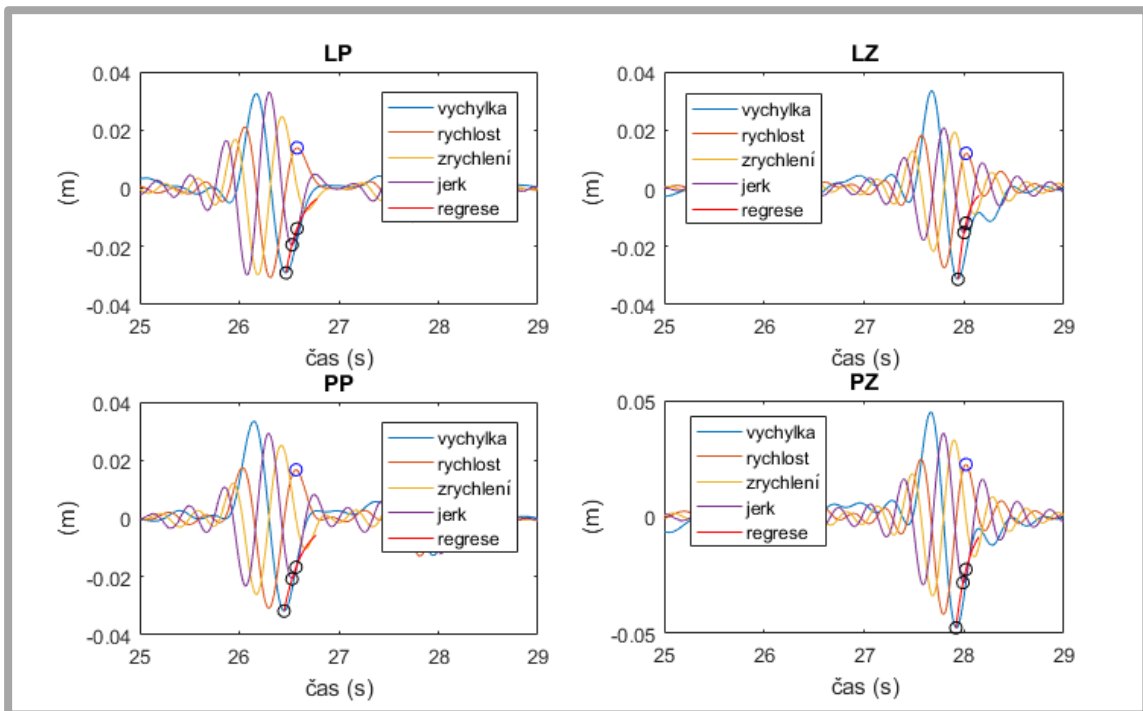 LP
0.04
0.02
0
-0.02
-0.04
(m)
vychylka
rychlost
zrychlení
jerk
regrese
25
26
27
28
29
čas (s)
LZ
0.04
0.02
0
-0.02
-0.04
(m)
vychylka
rychlost
zrychlení
jerk
regrese
25
26
27
28
29
čas (s)
PP
0.04
0.02
0
-0.02
-0.04
(m)
vychylka
rychlost
zrychlení
jerk
regrese
25
26
27
28
29
čas (s)
PZ
0.05
0
-0.05
(m)
vychylka
rychlost
zrychlení
jerk
regrese
25
26
27
28
29
čas (s)